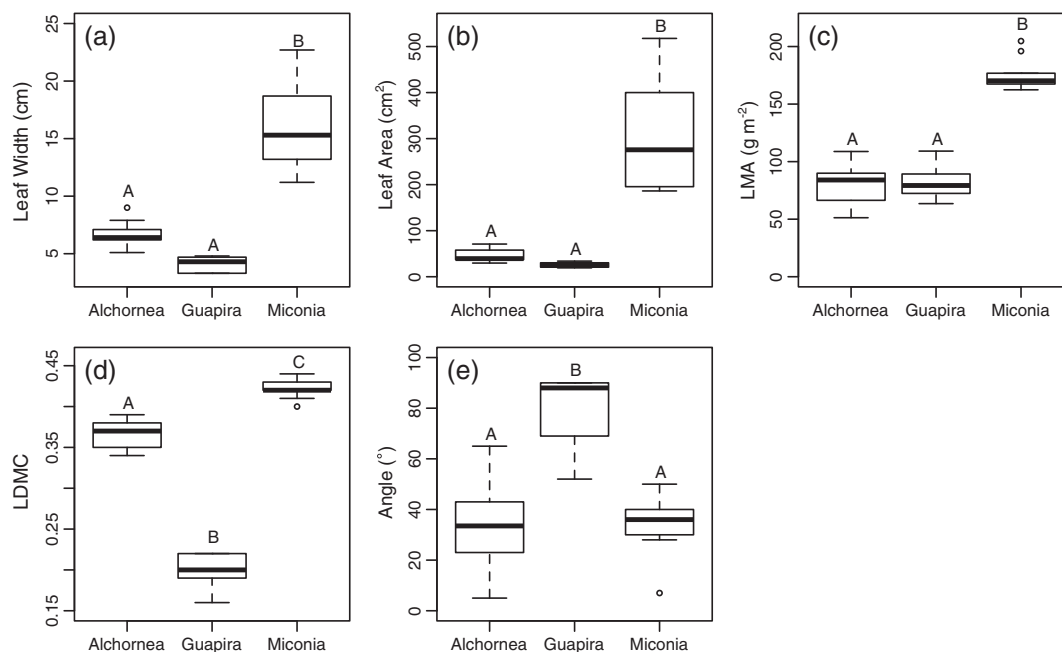 (a)
Leaf Width (cm)
25
20
15
10
5
A
A
B
Alchornea Guapira Miconia
(b)
Leaf Area (cm²)
500
400
300
200
100
0
A
A
B
Alchornea Guapira Miconia
(c)
LMA (g m⁻²)
200
150
100
50
0
A
A
B
Alchornea Guapira Miconia
(d)
LDMC
0.45
0.35
0.25
0.15
A
B
C
Alchornea Guapira Miconia
(e)
Angle (°)
100
80
60
40
20
0
A
B
A
Alchornea Guapira Miconia